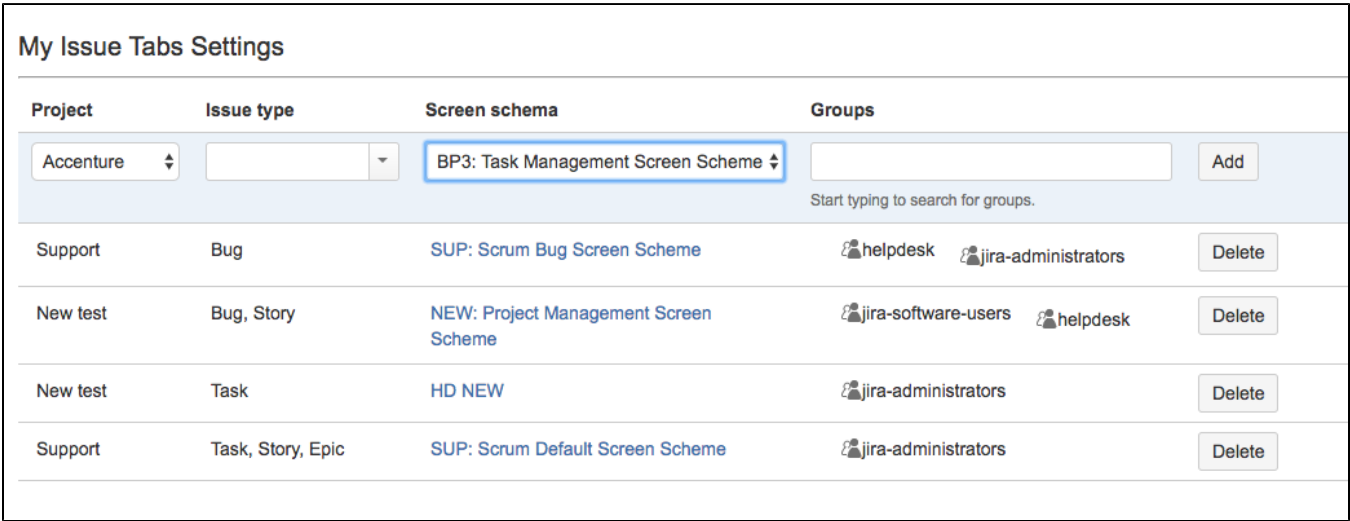 My Issue Tabs Settings
Project Issue type Screen schema Groups
Accenture BP3: Task Management Screen Scheme Add
Start typing to search for groups.
Support Bug SUP: Scrum Bug Screen Scheme helpdesk jira-administrators Delete
New test Bug, Story NEW: Project Management Screen jira-software-users helpdesk Delete
Scheme
New test Task HD NEW jira-administrators Delete
Support Task, Story, Epic SUP: Scrum Default Screen Scheme jira-administrators Delete